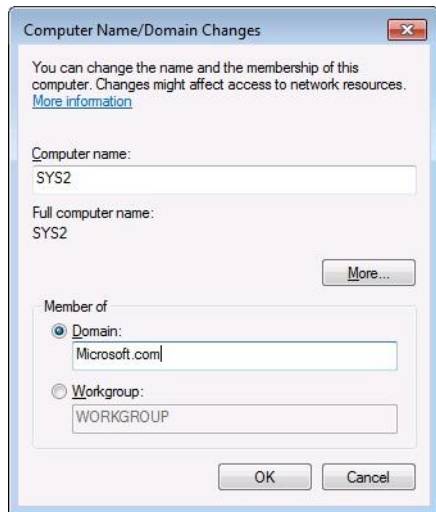 Computer Name/Domain Changes
You can change the name and the membership of this
computer. Changes might affect access to network resources.
More information
Computer name:
SYS2
Full computer name:
SYS2
More...
Member of
Domain:
Microsoft.com
Workgroup:
WORKGROUP
OK Cancel